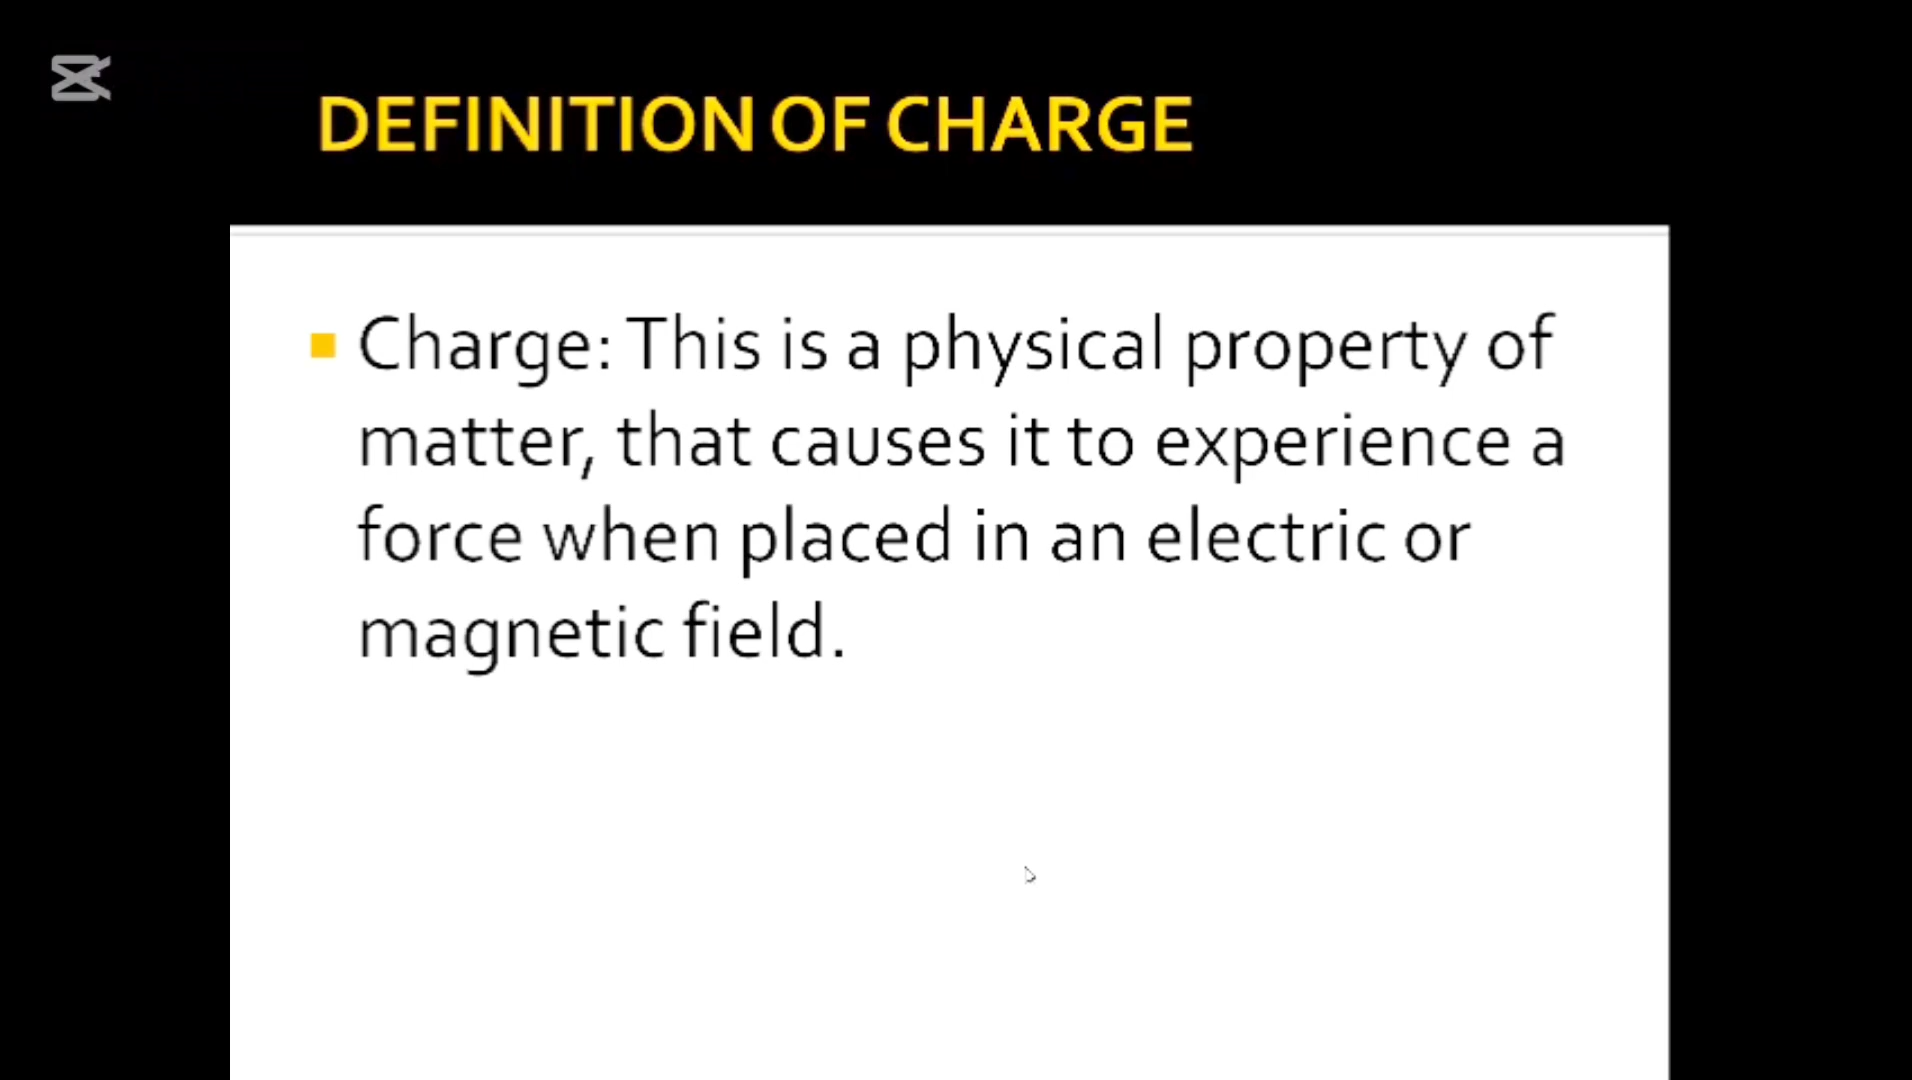 DEFINITION OF CHARGE
Charge: This is a physical property of
matter, that causes it to experience a
force when placed in an electric or
magnetic field.